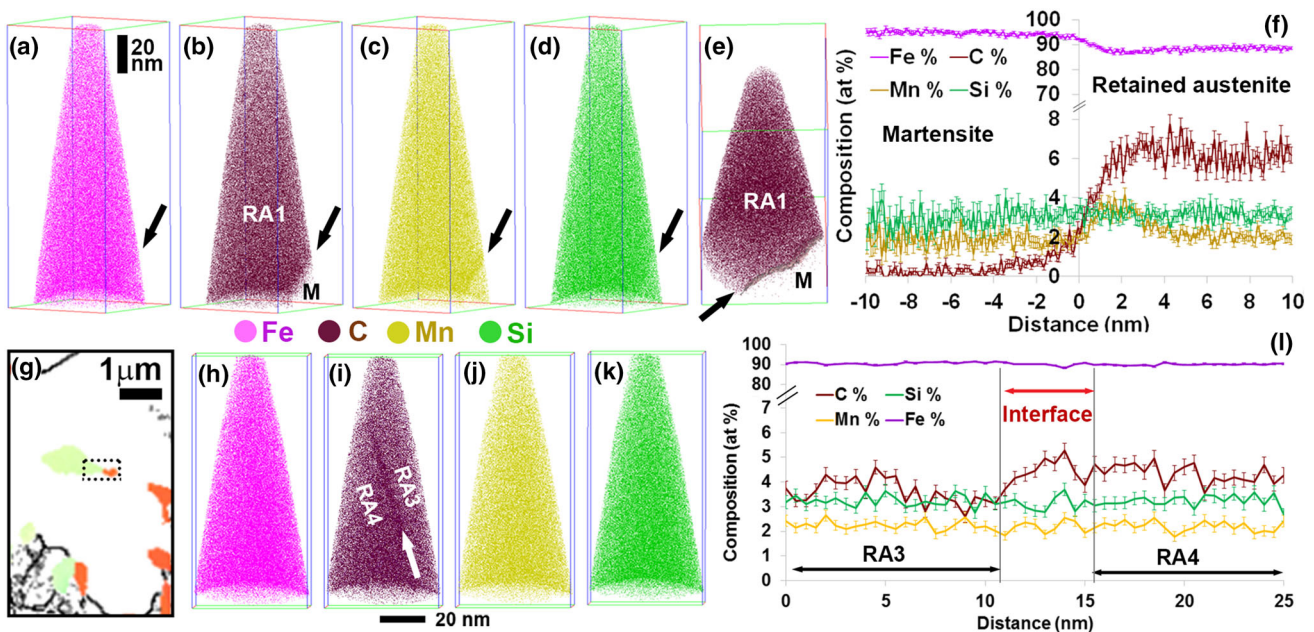 (a)
20
nm
(b)
RA1
M
(c)
(d)
(e)
RA1
M
(f)
Composition (at %)
100
90
80
70
8
6
4
2
0
Fe %
C %
Mn %
Si %
Retained austenite
Martensite
-10 -8 -6 -4 -2 0 2 4 6 8 10
Distance (nm)
Fe C Mn Si
(g)
1μm
(h)
(i)
RA3
RA4
(j)
(k)
20 nm
(l)
Composition (at %)
100
90
80
7
6
5
4
3
2
1
0
C %
Si %
Mn %
Fe %
Interface
RA3
RA4
0 5 10 15 20 25
Distance (nm)